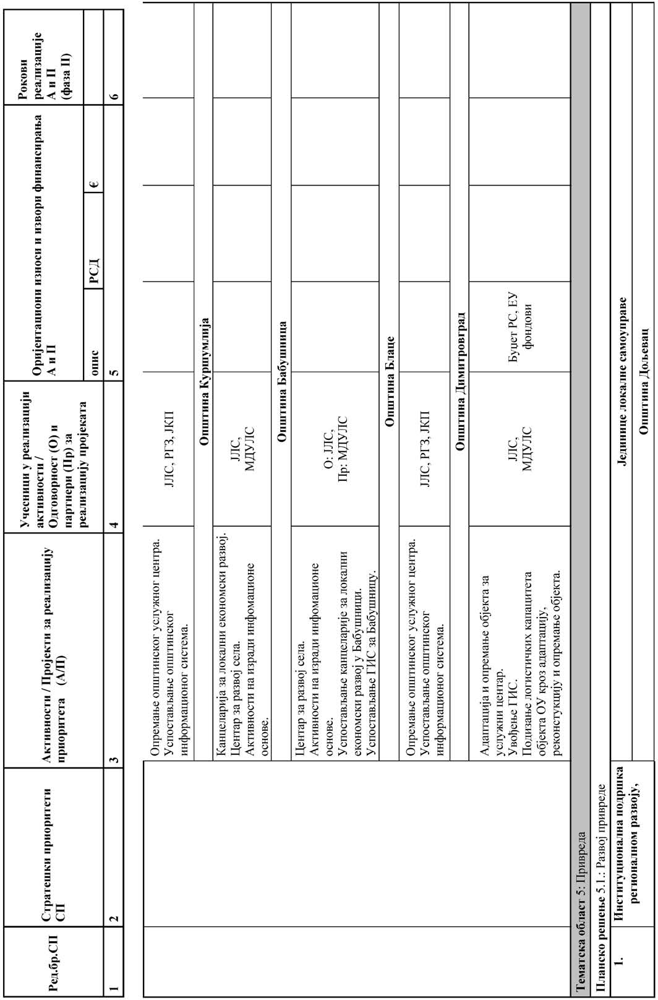 Ред.бр.СП
Стратешки приоритети
СП
Активности / Пројекти за реализацију
приоритета (А/П)
Учесници у реализацији
активности /
Одговорност (О) и
партнери (Пр) за
реализацију пројеката
Оријентациони износи и извори финансирања
А и П
опис
РСД
€
Рокови
реализације
А и П
(фаза II)
1
2
3
4
5
6
Опремање општинског услужног центра.
Успостављање општинског
информационог система.
ЈЛС, РГЗ, ЈКП
Општина Куршумлија
Канцеларија за локални економски развој.
Центар за развој села.
Активности на изради инфомационе
основе.
ЈЛС,
МДУЛС
Општина Бабушница
Центар за развој села.
Активности на изради инфомационе
основе.
Успостављање канцеларије за локални
економски развој у Бабушници.
Успостављање ГИС за Бабушницу.
О: ЈЛС,
Пр: МДУЛС
Општина Блаце
Опремање општинског услужног центра.
Успостављање општинског
информационог система.
ЈЛС, РГЗ, ЈКП
Општина Димитровград
Адаптација и опремање објекта за
услужни центар.
Увођење ГИС.
Подизање логистичких капацитета
објекта ОУ кроз адаптацију,
реконстукцију и опремање објекта.
ЈЛС,
МДУЛС
Буџет РС, ЕУ
фондови
Тематска област 5: Привреда
Планско решење 5.1.: Развој привреде
1.
Институционална подршка
регионалном развоју,
Јединице локалне самоуправе
Општина Дољевац